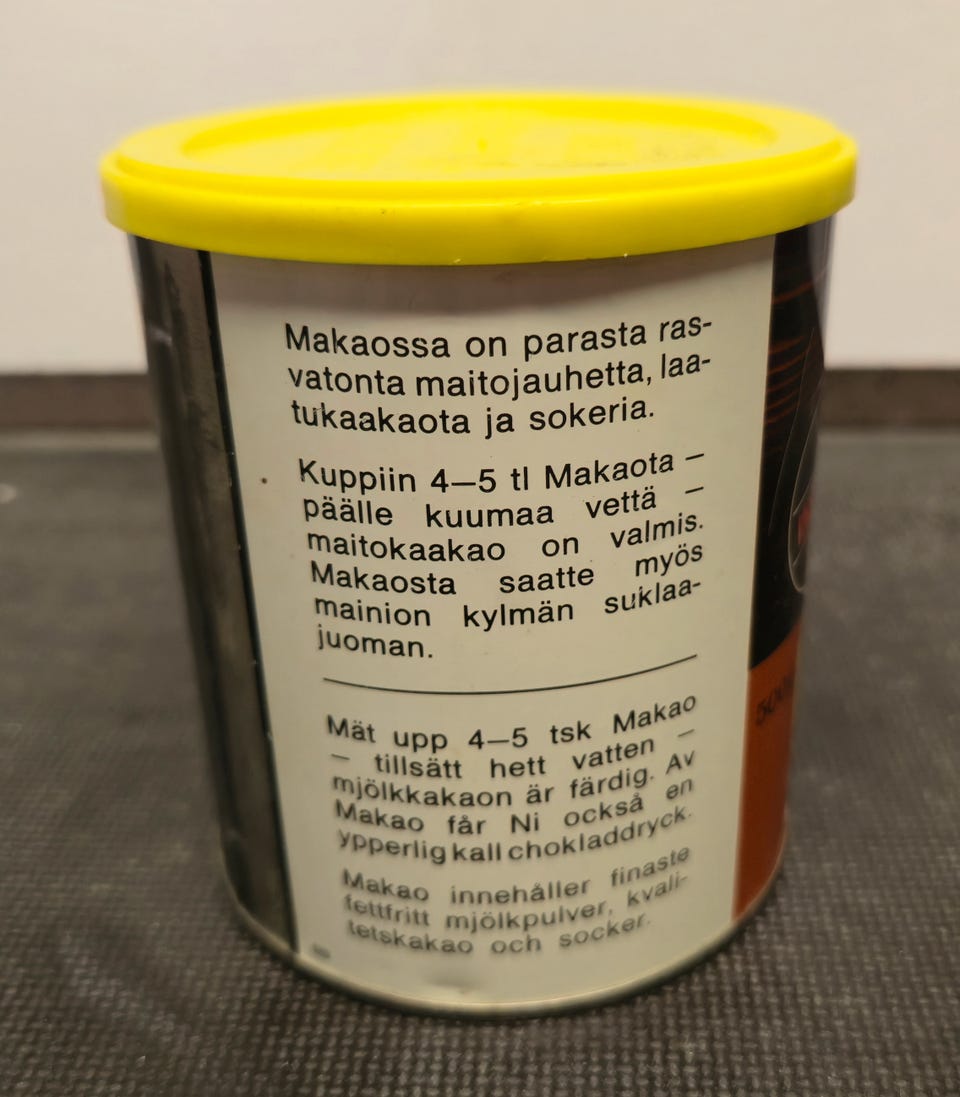 Makaossa on parasta ras-
vatonta maitojauhetta, laa-
tukaakaota ja sokeria.
Kuppiin 4—5 tl Makaota –
päälle kuumaa vettä –
maitokaakao on valmis.
Makaosta saatte myös
mainion kylmän suklaa-
juoman.
Mät upp 4—5 tsk Makao
– tillsätt hett vatten –
mjölkkakaon är färdig. Av
Makao får Ni också en
ypperlig kall chokladdryck.
Makao innehåller finaste
fettfritt mjölkpulver, kvali-
tetskakao och socker.